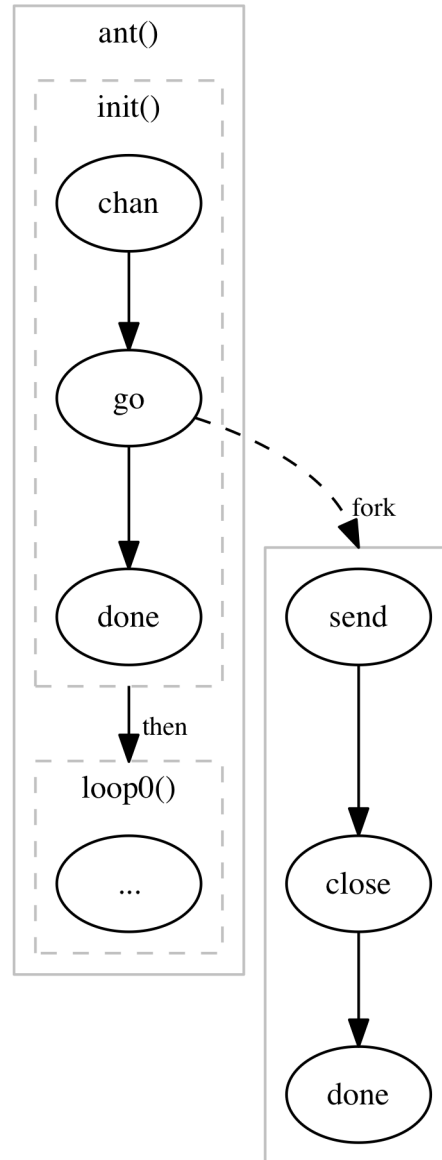 ant()
init()
chan
go
fork
done
send
then
loop0()
...
close
done